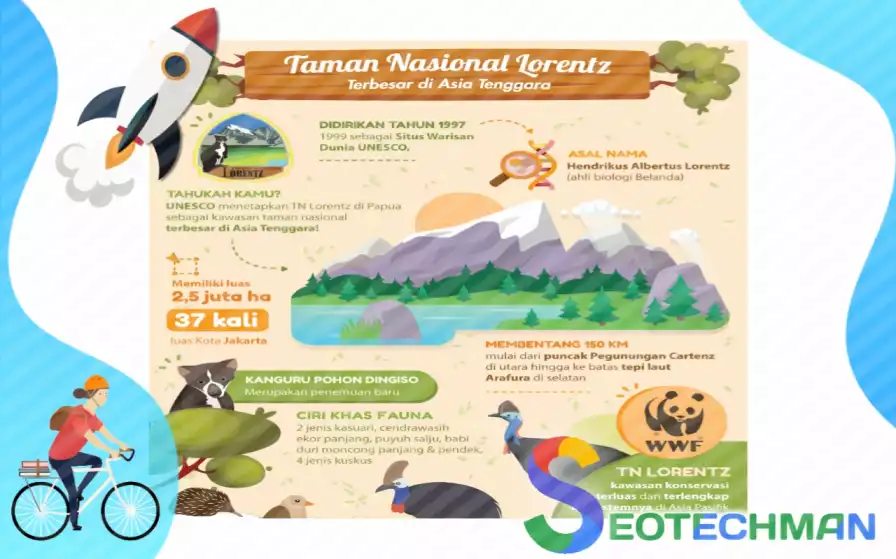 Taman Nasional Lorentz
Terbesar di Asia Tenggara
DIDIRIKAN TAHUN 1997
1999 sebagai Situs Warisan
Dunia UNESCO.
ASAL NAMA
Hendrikus Albertus Lorentz
(ahli biologi Belanda)
LORENTZ
TAHUKAH KAMU?
UNESCO menetapkan TN Lorentz di Papua
sebagai kawasan taman nasional
terbesar di Asia Tenggara!
Memiliki luas
2,5 juta ha
37 kali
luas Kota Jakarta
MEMBENTANG 150 KM
mulai dari puncak Pegunungan Cartenz
di utara hingga ke batas tepi laut
Arafura di selatan
KANGURU POHON DINGISO
Merupakan penemuan baru
CIRI KHAS FAUNA
2 jenis kasuari, cendrawasih
ekor panjang, puyuh salju, babi
duri moncong panjang & pendek,
4 jenis kuskus
WWF
TN LORENTZ
kawasan konservasi
terluas dan terlengkap
di Asia Pasifik
SEOTECHMAN